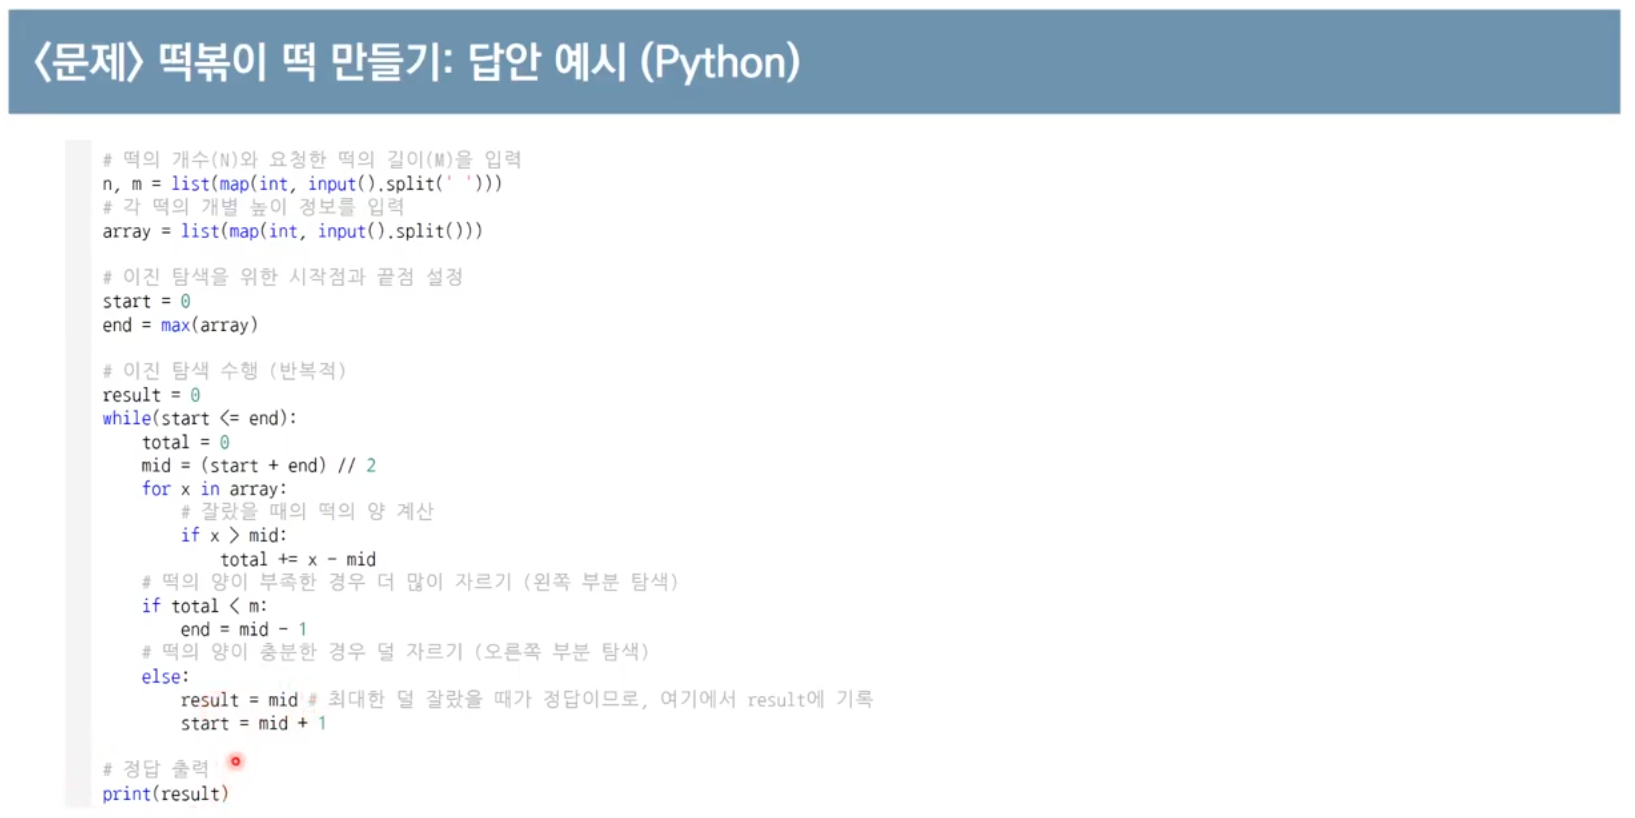 〈문제〉 떡볶이 떡 만들기: 답안 예시 (Python)
# 떡의 개수(N)와 요청한 떡의 길이(M)을 입력
n, m = list(map(int, input().split(' ')))
# 각 떡의 개별 높이 정보를 입력
array = list(map(int, input().split()))
# 이진 탐색을 위한 시작점과 끝점 설정
start = 0
end = max(array)
# 이진 탐색 수행 (반복적)
result = 0
while(start <= end):
    total = 0
    mid = (start + end) // 2
    for x in array:
        # 잘랐을 때의 떡의 양 계산
        if x > mid:
            total += x - mid
    # 떡의 양이 부족한 경우 더 많이 자르기 (왼쪽 부분 탐색)
    if total < m:
        end = mid - 1
    # 떡의 양이 충분한 경우 덜 자르기 (오른쪽 부분 탐색)
    else:
        result = mid # 최대한 덜 잘랐을 때가 정답이므로, 여기에서 result에 기록
        start = mid + 1
# 정답 출력
print(result)